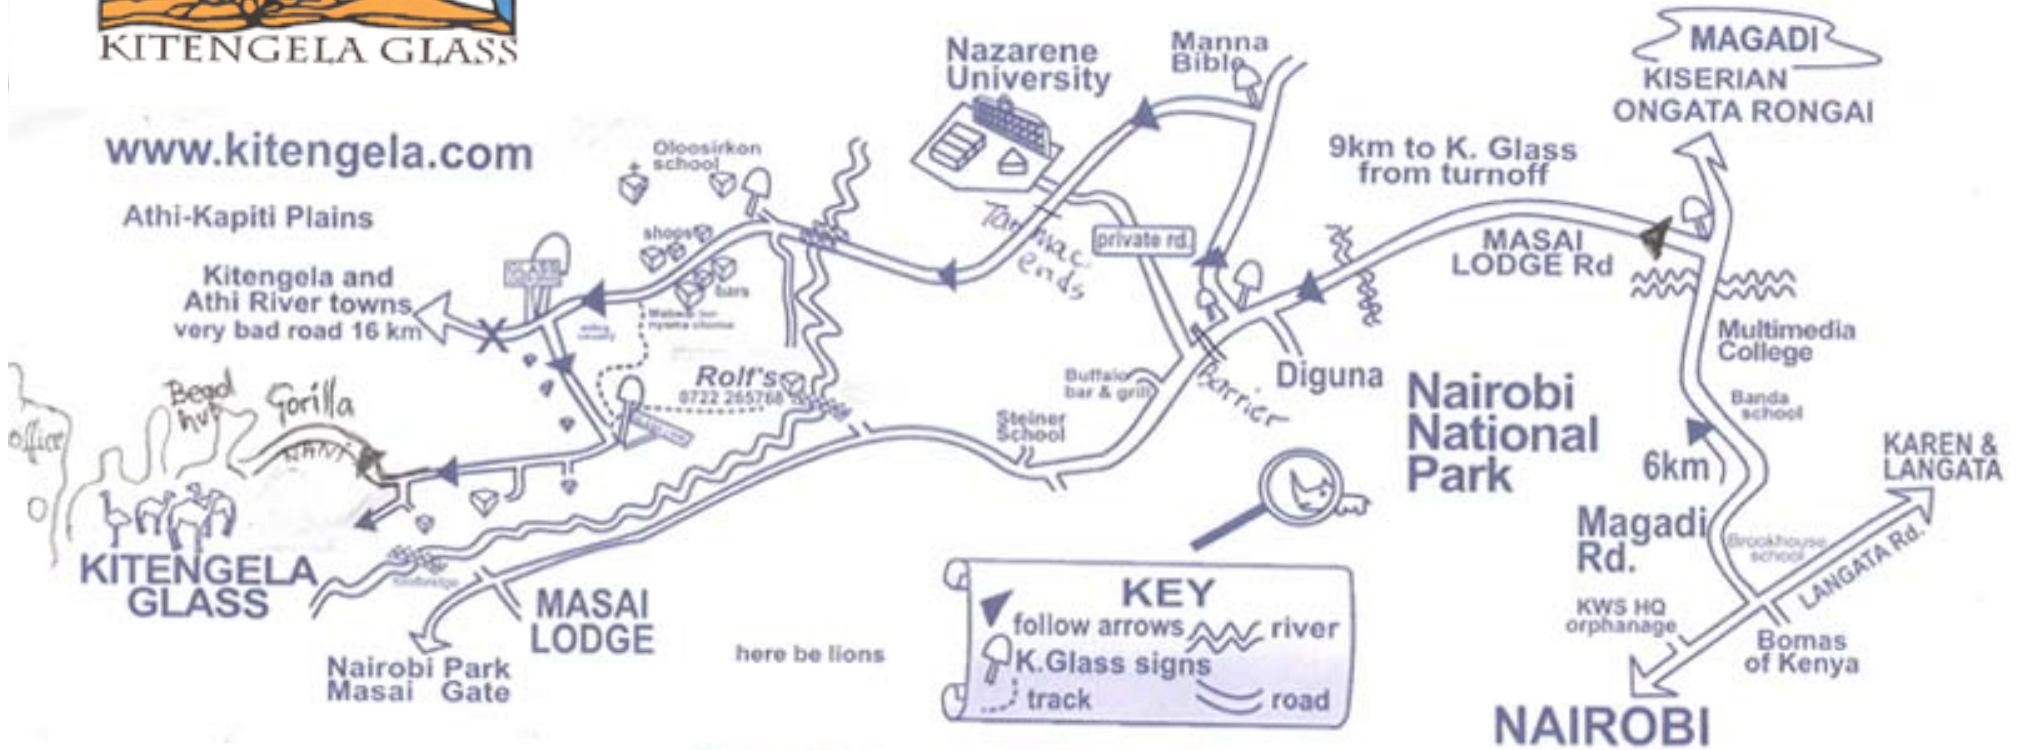 KITENGELA GLASS
www.kitengela.com
Athi-Kapiti Plains
Kitengela and
Athi River towns
very bad road 16 km
GLASS
Oloosirkon
school
shops
bars
Nazarene
University
Manna
Bible
Tarmac
ends
private rd.
9km to K. Glass
from turnoff
MASAI
LODGE Rd
MAGADI
KISERIAN
ONGATA RONGAI
Multimedia
College
Banda
school
KAREN &
LANGATA
6km
Magadi
Rd.
Brookhouse
school
LANGATA Rd.
KWS HQ
orphanage
Bomas
of Kenya
NAIROBI
Nairobi
National
Park
Diguna
Barrier
Buffalo
bar & grill
Steiner
School
Rolf's
0722 265768
office
Bead
hut
Gorilla
KITENGELA
GLASS
MASAI
LODGE
Nairobi Park
Masai Gate
here be lions
KEY
follow arrows
river
K.Glass signs
track
road